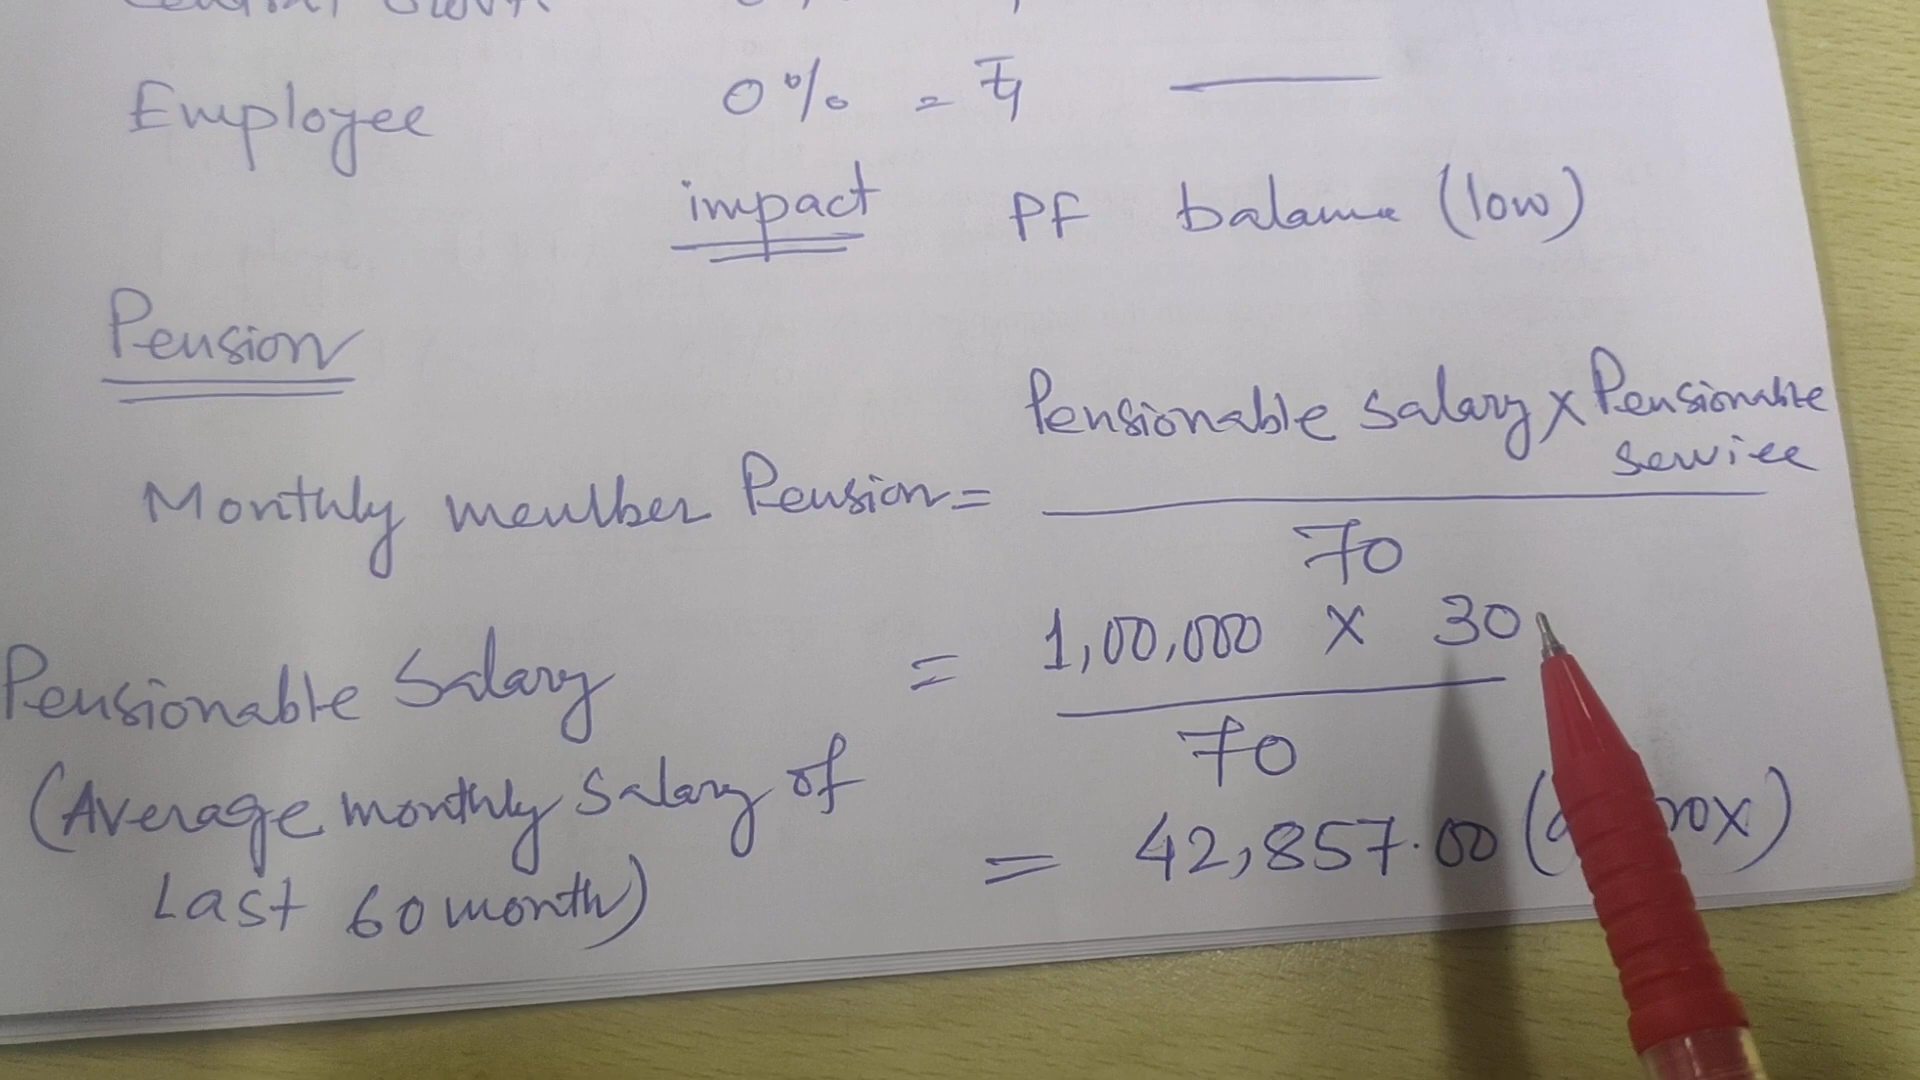 Employee 0% = ₹ —
impact PF balance (low)
Pension
Pensionable Salary x Pensionable
service
Monthly member Pension =
70
Pensionable Salary = 1,00,000 x 30
70
(Average monthly Salary of
= 42,857.00
Last 60 month)